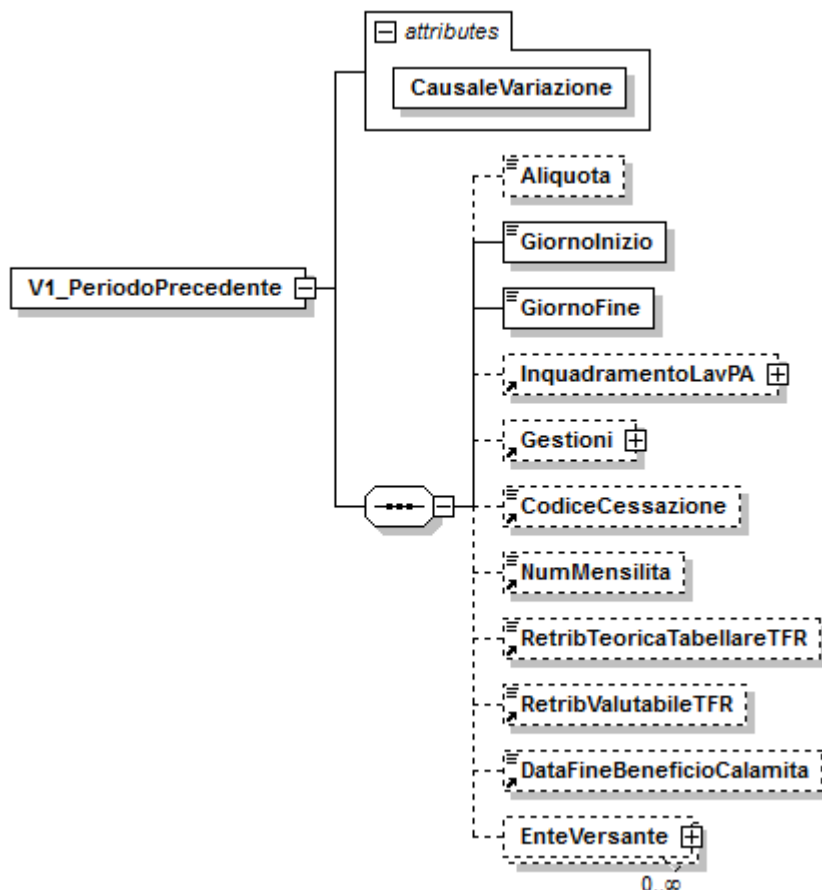 attributes
CausaleVariazione
Aliquota
GiornoInizio
V1_PeriodoPrecedente
GiornoFine
InquadramentoLavPA
Gestioni
CodiceCessazione
NumMensilita
RetribTeoricaTabellareTFR
RetribValutabileTFR
DataFineBeneficioCalamita
EnteVersante
0..∞